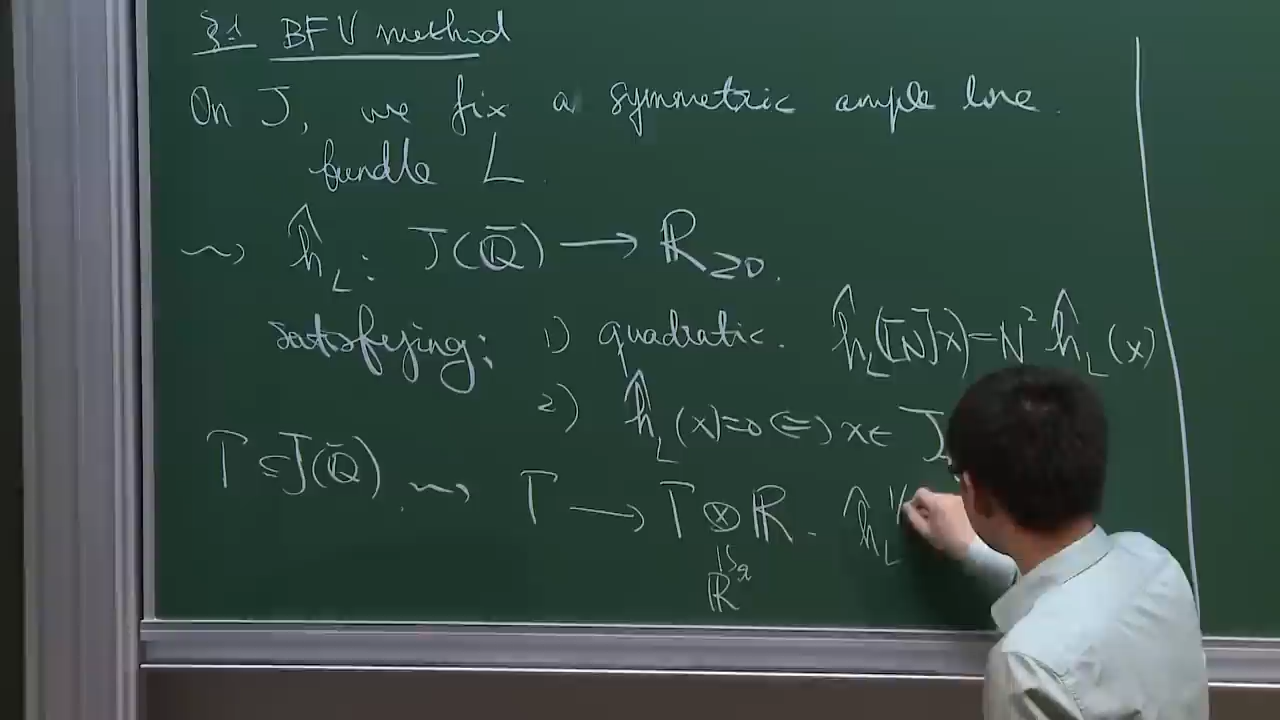 §1 BFV method
On J, we fix a symmetric ample line
bundle L.
⇝ ĥ_L : J(Q̄) ⟶ ℝ_≥0.
satisfying: 1) quadratic. ĥ_L([N]x)=N² ĥ_L(x)
2) ĥ_L(x)=0 ⇔ x∈ J
Γ ⊆ J(Q̄) ⇝ Γ ⟶ Γ⊗ℝ. ĥ_L^1/
ℝ